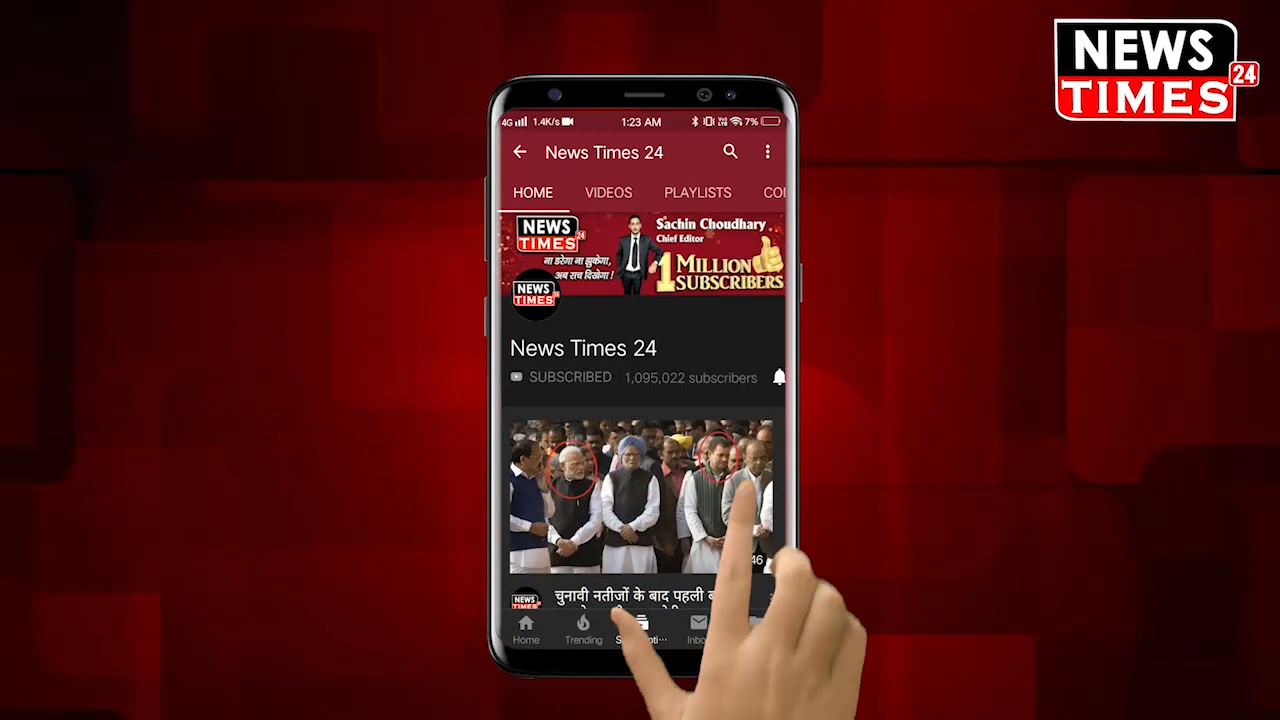 NEWS
TIMES 24
4G 1.4K/s 1:23 AM 7%
News Times 24
HOME VIDEOS PLAYLISTS
NEWS
TIMES 24
ना डरेगा ना झुकेगा,
अब सच दिखेगा !
Sachin Choudhary
Chief Editor
1 MILLION
SUBSCRIBERS
NEWS
TIMES
News Times 24
SUBSCRIBED 1,095,022 subscribers
46
NEWS
TIMES
चुनावी नतीजों के बाद पहली
Home Trending